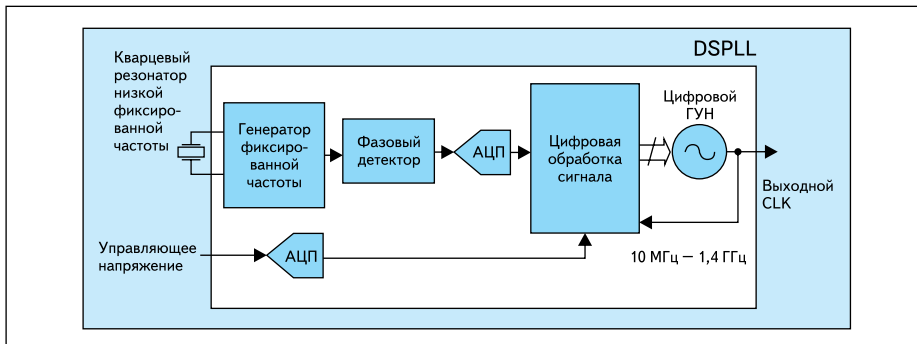 DSPLL
Кварцевый
резонатор
низкой
фиксиро-
ванной
частоты
Генератор
фиксиро-
ванной
частоты
Фазовый
детектор
АЦП
Цифровая
обработка
сигнала
Цифровой
ГУН
Выходной
CLK
Управляющее
напряжение
АЦП
10 МГц — 1,4 ГГц